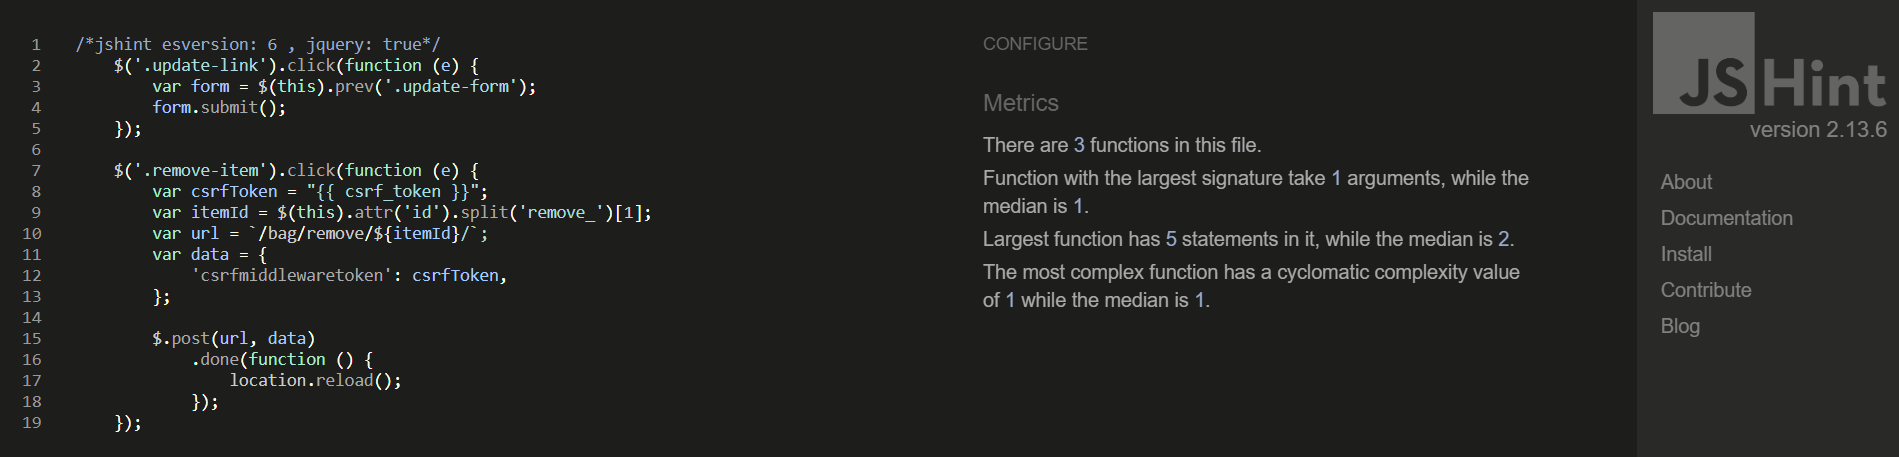 1 /*jshint esversion: 6 , jquery: true*/
2 $('.update-link').click(function (e) {
3 var form = $(this).prev('.update-form');
4 form.submit();
5 });
6
7 $('.remove-item').click(function (e) {
8 var csrfToken = "{{ csrf_token }}";
9 var itemId = $(this).attr('id').split('remove_')[1];
10 var url = `/bag/remove/${itemId}/`;
11 var data = {
12 'csrfmiddlewaretoken': csrfToken,
13 };
14
15 $.post(url, data)
16 .done(function () {
17 location.reload();
18 });
19 });
CONFIGURE
Metrics
There are 3 functions in this file.
Function with the largest signature take 1 arguments, while the
median is 1.
Largest function has 5 statements in it, while the median is 2.
The most complex function has a cyclomatic complexity value
of 1 while the median is 1.
JSHint
version 2.13.6
About
Documentation
Install
Contribute
Blog